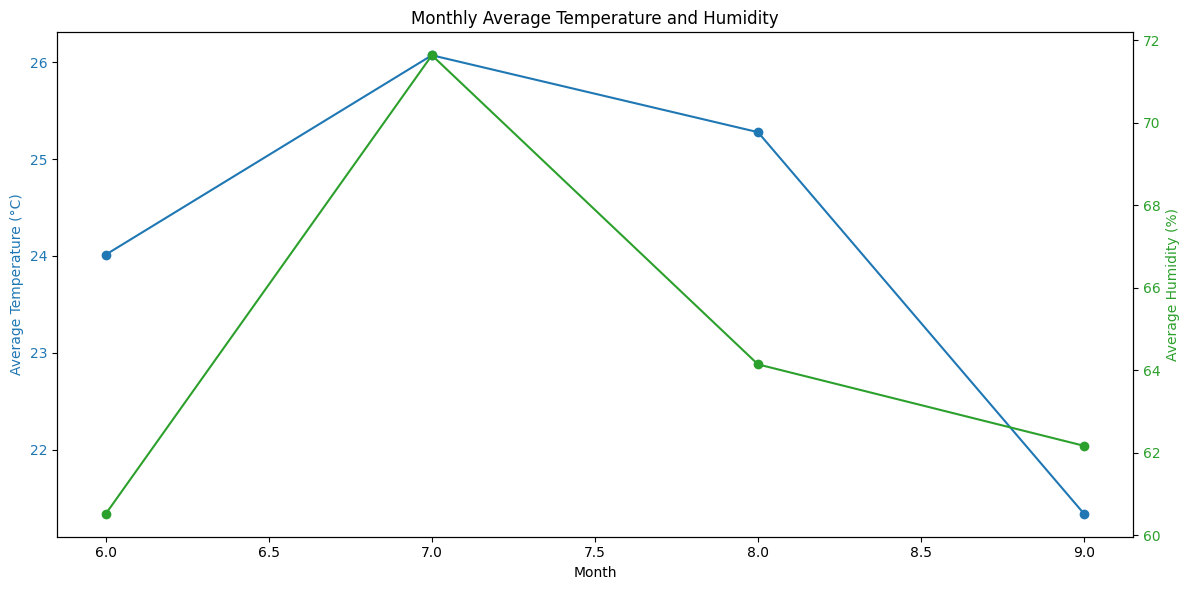 Monthly Average Temperature and Humidity
Average Temperature (°C)
26
25
24
23
22
72
70
68
66
64
62
60
Average Humidity (%)
6.0 6.5 7.0 7.5 8.0 8.5 9.0
Month